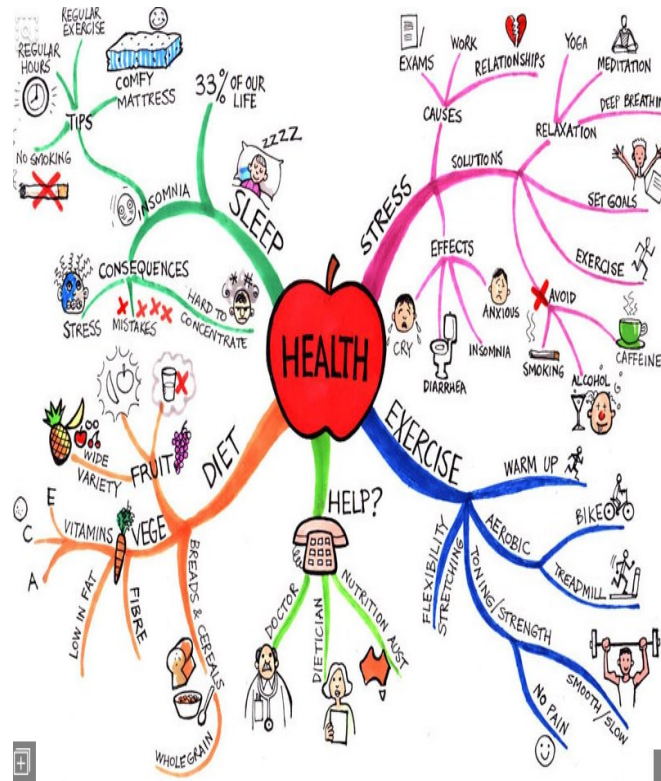 HEALTH
SLEEP
33% OF OUR
LIFE
ZZZZ
INSOMNIA
TIPS
REGULAR
HOURS
REGULAR
EXERCISE
COMFY
MATTRESS
NO SMOKING
CONSEQUENCES
STRESS
MISTAKES
HARD TO
CONCENTRATE
STRESS
CAUSES
EXAMS
WORK
RELATIONSHIPS
SOLUTIONS
RELAXATION
YOGA
MEDITATION
DEEP BREATHIN
SET GOALS
EXERCISE
AVOID
SMOKING
ALCOHOL
CAFFEINE
EFFECTS
CRY
DIARRHEA
INSOMNIA
ANXIOUS
DIET
FRUIT
WIDE
VARIETY
VEGE
VITAMINS
E
C
A
LOW IN FAT
FIBRE
BREADS & CEREALS
WHOLEGRAIN
HELP?
DOCTOR
DIETICIAN
NUTRITION AUST
EXERCISE
WARM UP
AEROBIC
BIKE
TREADMILL
TONING/STRENGTH
SMOOTH/SLOW
NO PAIN
FLEXIBILITY
STRETCHING